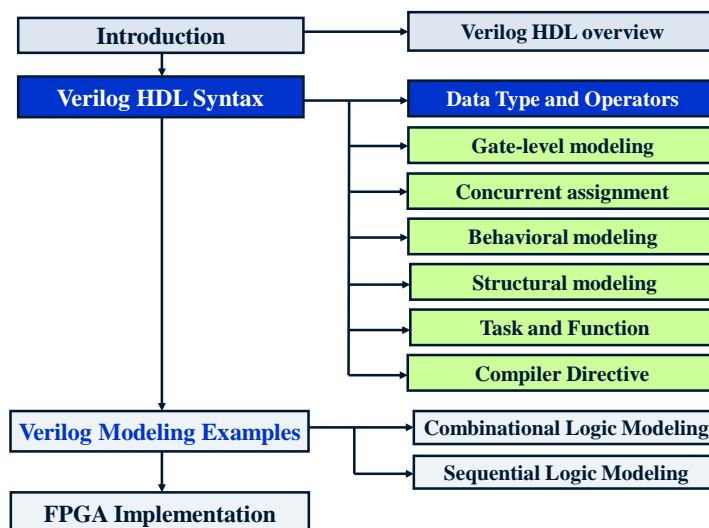 Introduction
Verilog HDL overview
Verilog HDL Syntax
Data Type and Operators
Gate-level modeling
Concurrent assignment
Behavioral modeling
Structural modeling
Task and Function
Compiler Directive
Verilog Modeling Examples
Combinational Logic Modeling
Sequential Logic Modeling
FPGA Implementation